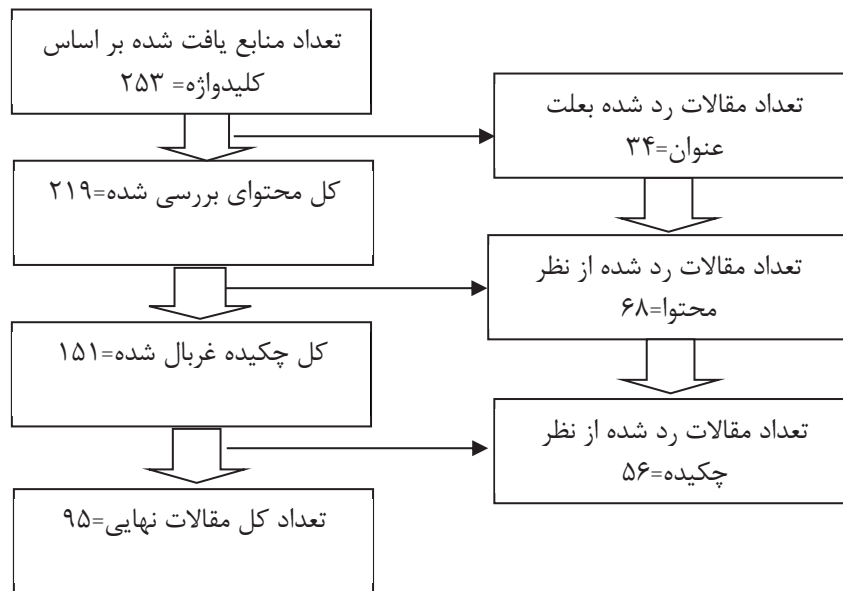 تعداد منابع یافت شده بر اساس
کلیدواژه= ۲۵۳
تعداد مقالات رد شده بعلت
عنوان=۳۴
کل محتوای بررسی شده=۲۱۹
تعداد مقالات رد شده از نظر
محتوا=۶۸
کل چکیده غربال شده=۱۵۱
تعداد مقالات رد شده از نظر
چکیده=۵۶
تعداد کل مقالات نهایی=۹۵